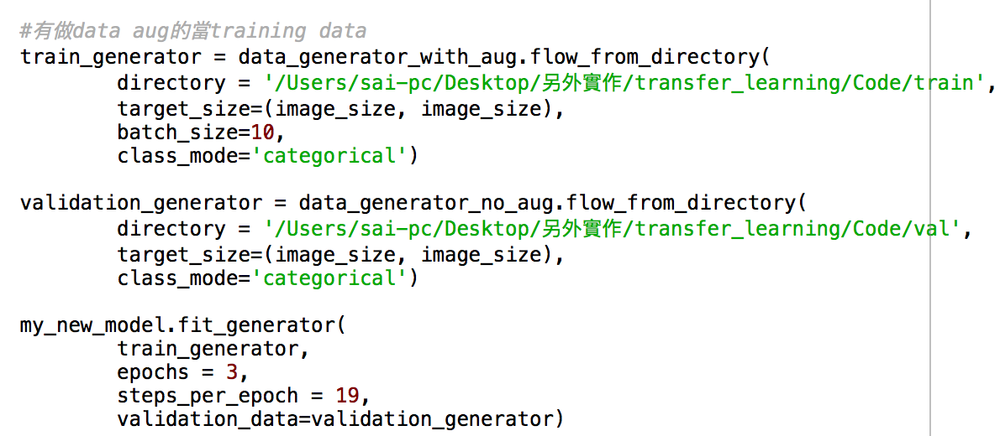 #有做data aug的當training data
train_generator = data_generator_with_aug.flow_from_directory(
directory = '/Users/sai-pc/Desktop/另外實作/transfer_learning/Code/train',
target_size=(image_size, image_size),
batch_size=10,
class_mode='categorical')
validation_generator = data_generator_no_aug.flow_from_directory(
directory = '/Users/sai-pc/Desktop/另外實作/transfer_learning/Code/val',
target_size=(image_size, image_size),
class_mode='categorical')
my_new_model.fit_generator(
train_generator,
epochs = 3,
steps_per_epoch = 19,
validation_data=validation_generator)